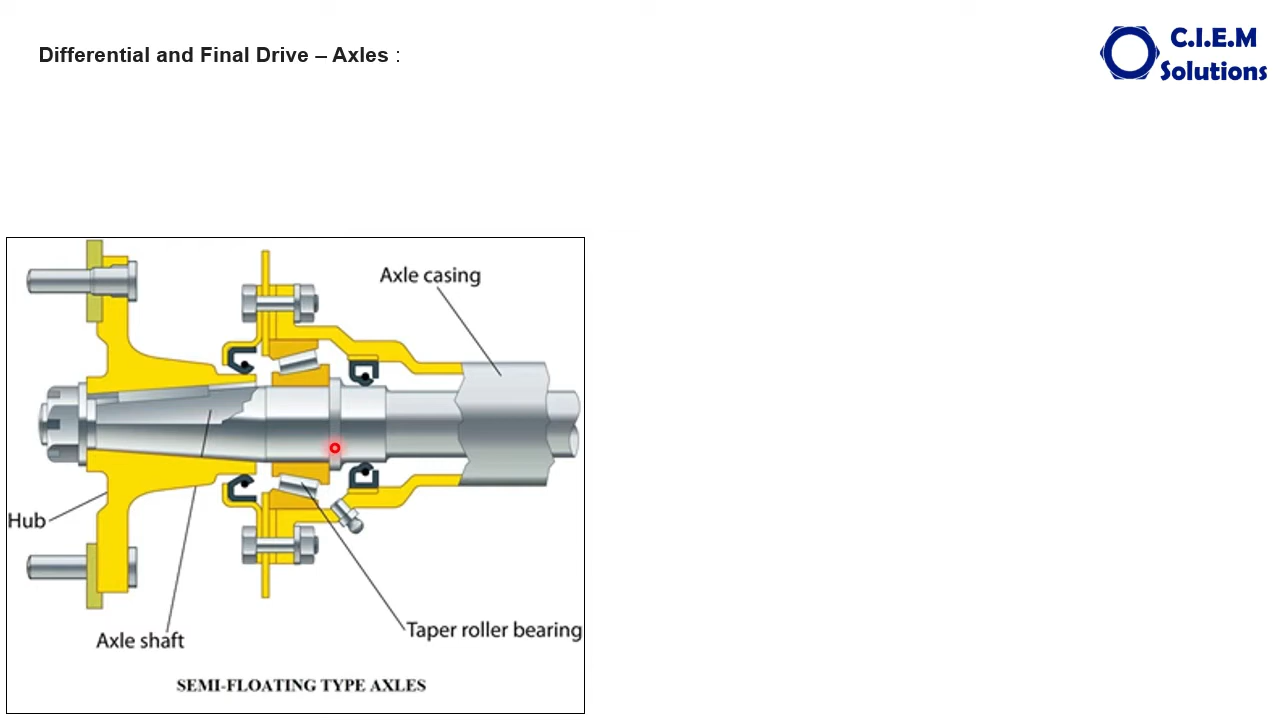 Differential and Final Drive – Axles :
C.I.E.M
Solutions
Axle casing
Hub
Axle shaft
Taper roller bearing
SEMI-FLOATING TYPE AXLES